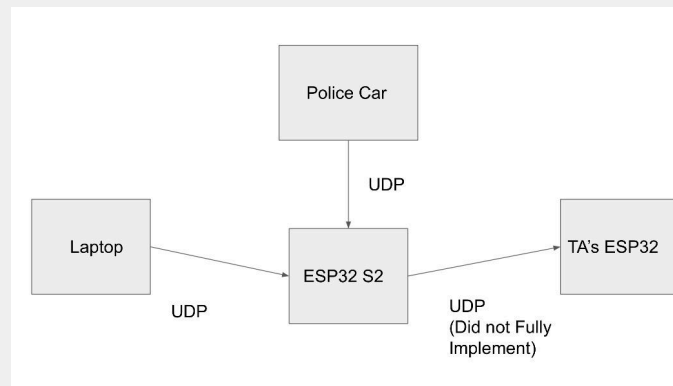 Police Car
UDP
Laptop
ESP32 S2
TA's ESP32
UDP
UDP
(Did not Fully
Implement)